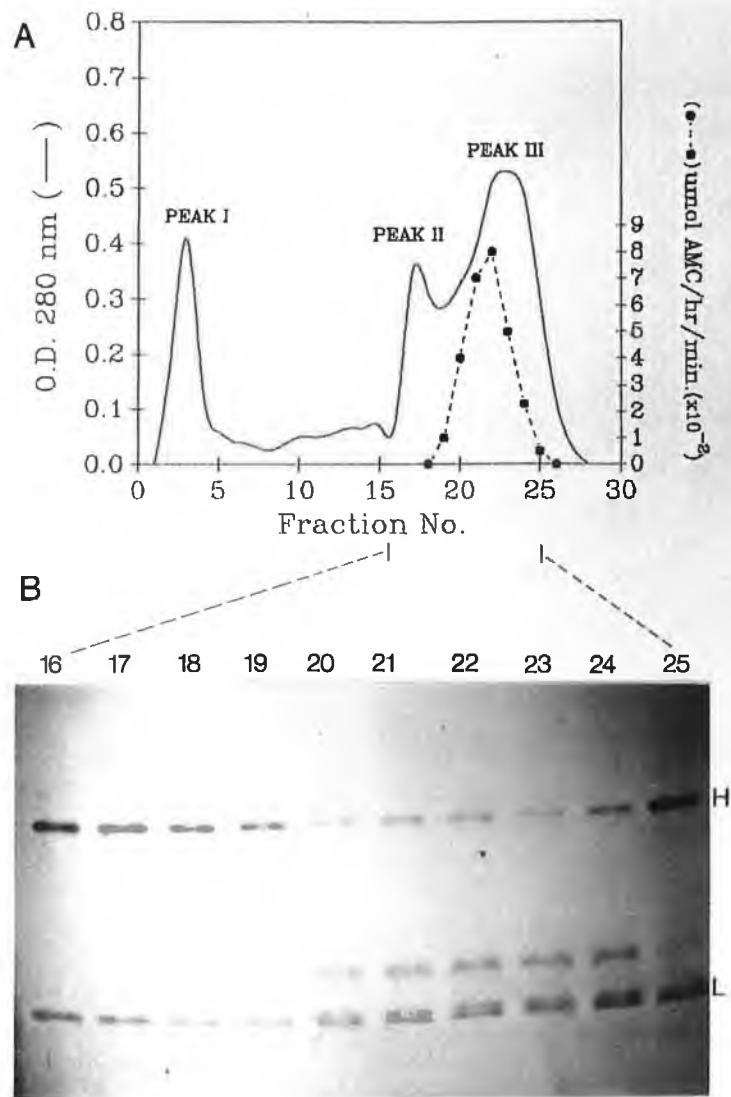 A
0.8
0.7
0.6
0.5
0.4
0.3
0.2
0.1
0.0
O.D. 280 nm (——)
PEAK I
PEAK II
PEAK III
9
8
7
6
5
4
3
2
1
0
(■---■) umol AMC/hr/min. (x10⁻²)
0 5 10 15 20 25 30
Fraction No.
B
16 17 18 19 20 21 22 23 24 25
H
L